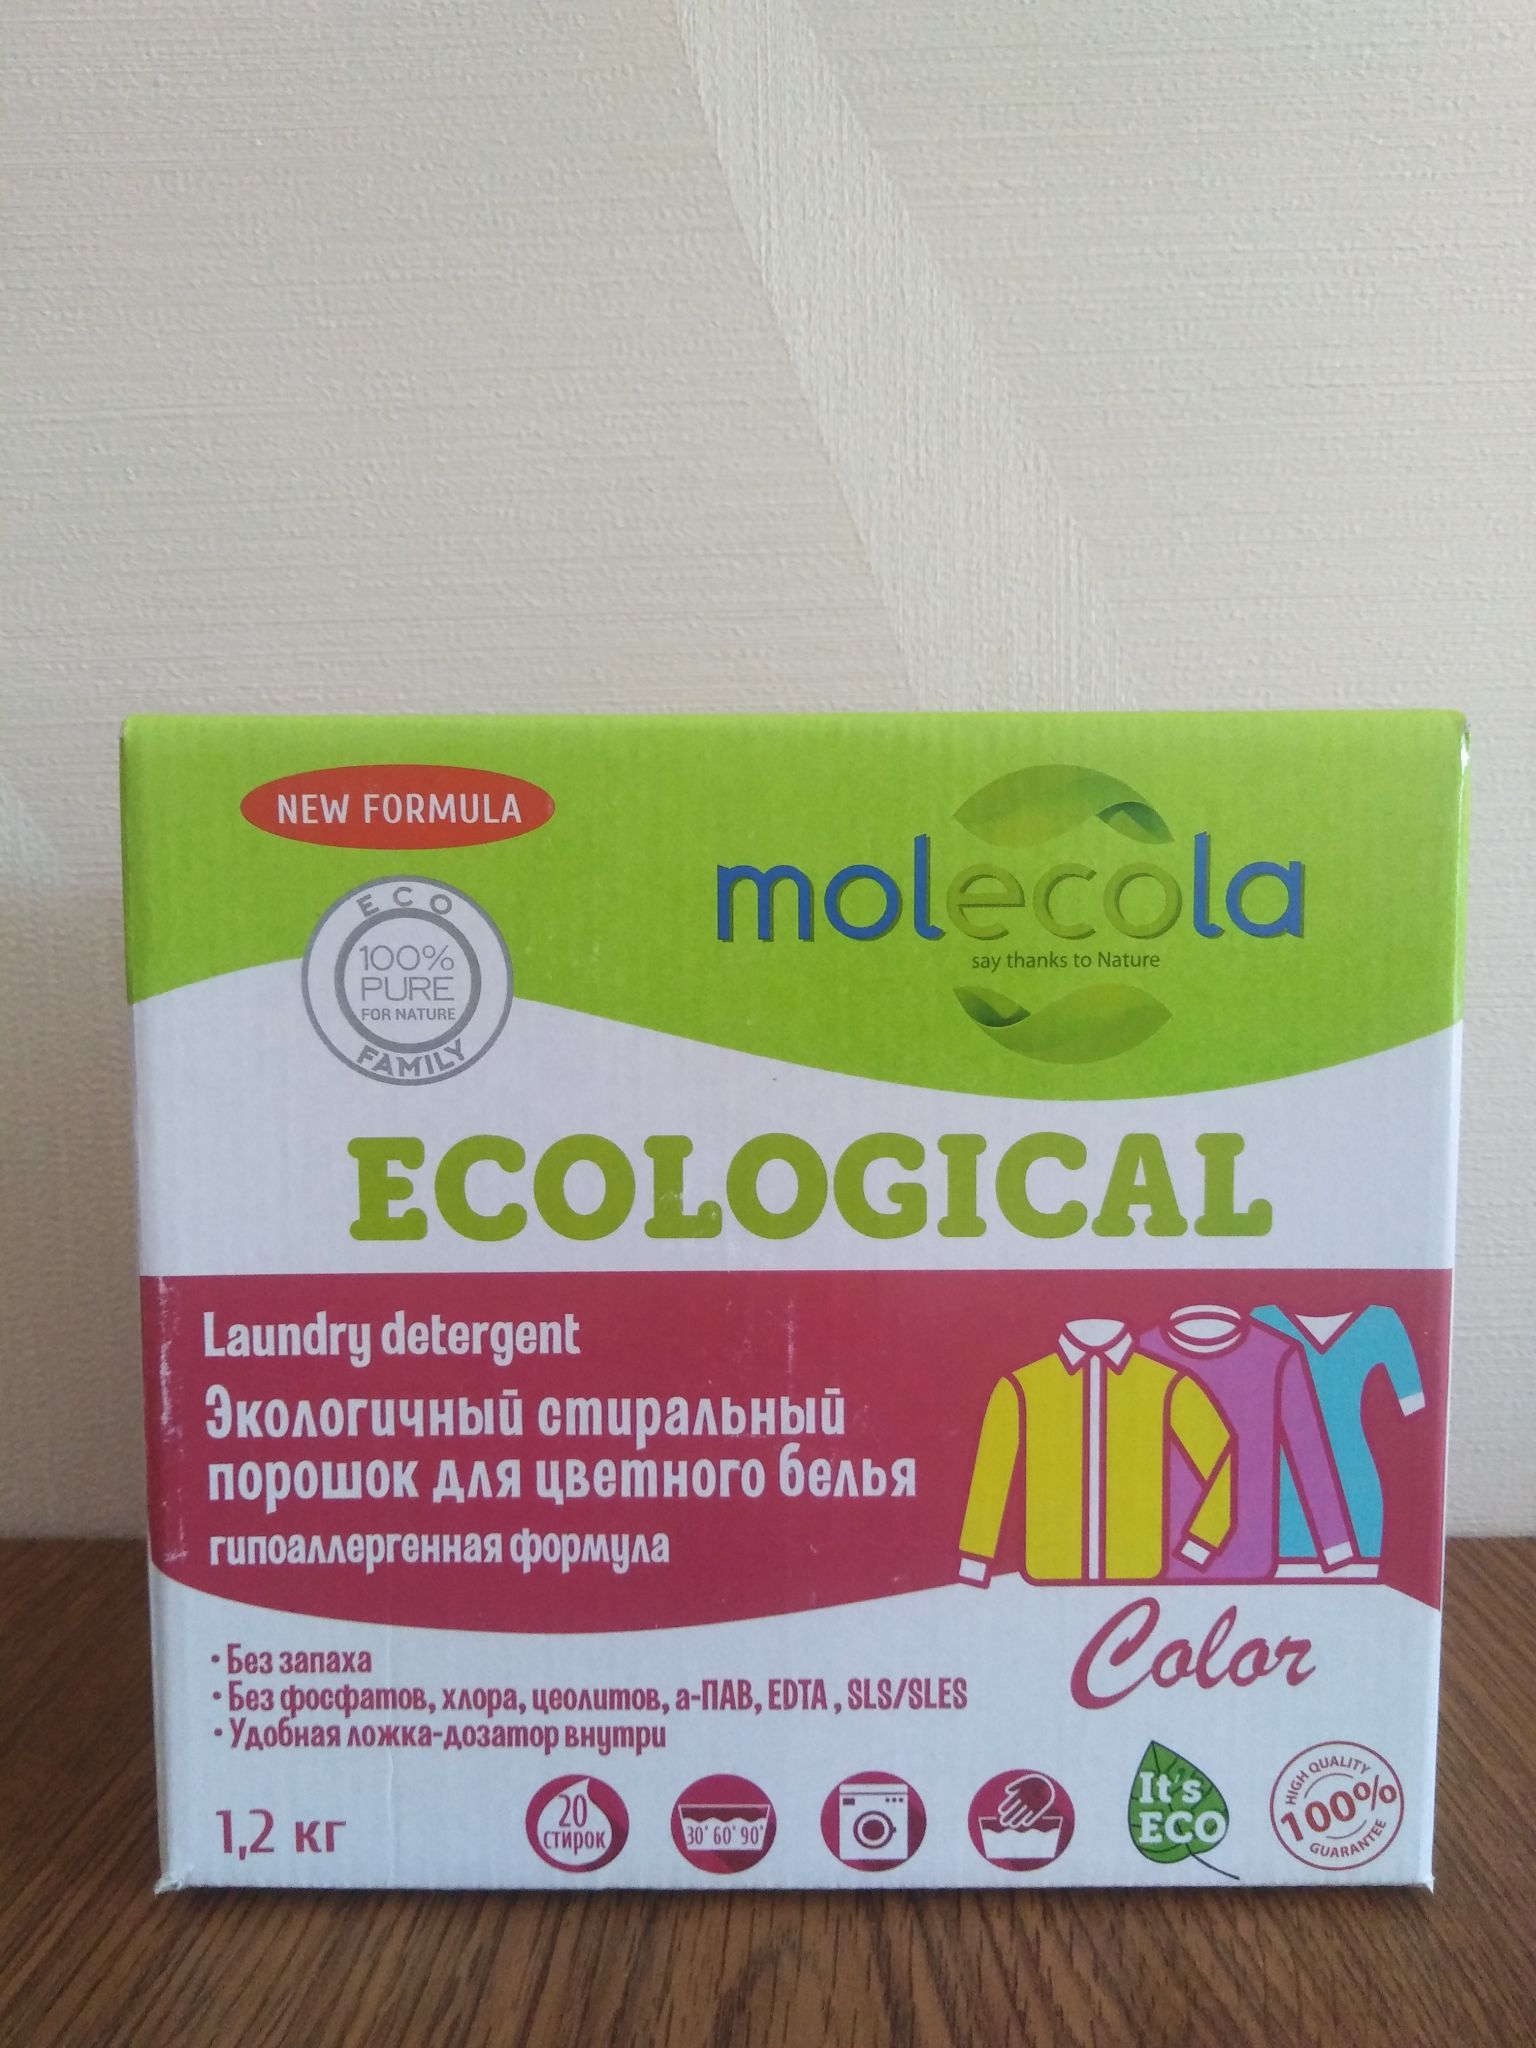 NEW FORMULA
ECO
100%
PURE
FOR NATURE
FAMILY
molecola
say thanks to Nature
ECOLOGICAL
Laundry detergent
Экологичный стиральный
порошок для цветного белья
гипоаллергенная формула
Color
• Без запаха
• Без фосфатов, хлора, цеолитов, а-ПАВ, EDTA , SLS/SLES
• Удобная ложка-дозатор внутри
1,2 кг
20
СТИРОК
30° 60° 90°
It's
ECO
HIGH QUALITY
100%
GUARANTEE